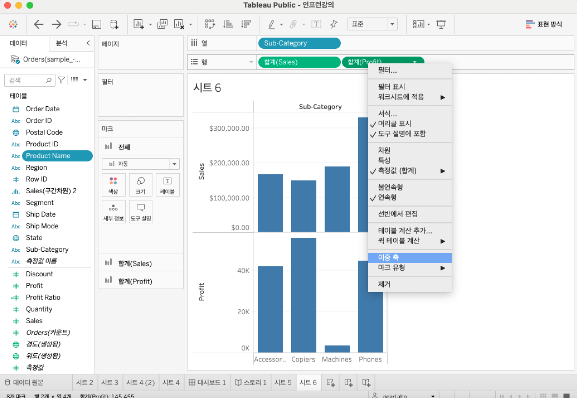 Tableau Public - 인프런강의
표준
표현 방식
데이터
분석
페이지
열
Sub-Category
Orders(sample_-...
행
합계(Sales)
합계(Profit)
검색
필터
시트 6
테이블
Order Date
Order ID
Postal Code
Product ID
Product Name
Region
Row ID
Sales(구간차원) 2
Segment
Ship Date
Ship Mode
State
Sub-Category
측정값 이름
Discount
Profit
Profit Ratio
Quantity
Sales
Orders(카운트)
경도(생성됨)
위도(생성됨)
측정값
마크
전체
자동
색상
크기
레이블
세부 정보
도구 설명
합계(Sales)
합계(Profit)
Sub-Category
Sales
$300,000.00
$200,000.00
$100,000.00
$0.00
Profit
40K
20K
0K
Accessor..
Copiers
Machines
Phones
필터...
필터 표시
워크시트에 적용
서식...
머리글 표시
도구 설명에 포함
차원
특성
측정값 (합계)
불연속형
연속형
선반에서 편집
테이블 계산 추가...
퀵 테이블 계산
이중 축
마크 유형
제거
데이터 원본
시트 2
시트 3
시트 4 (2)
시트 4
대시보드 1
스토리 1
시트 5
시트 6